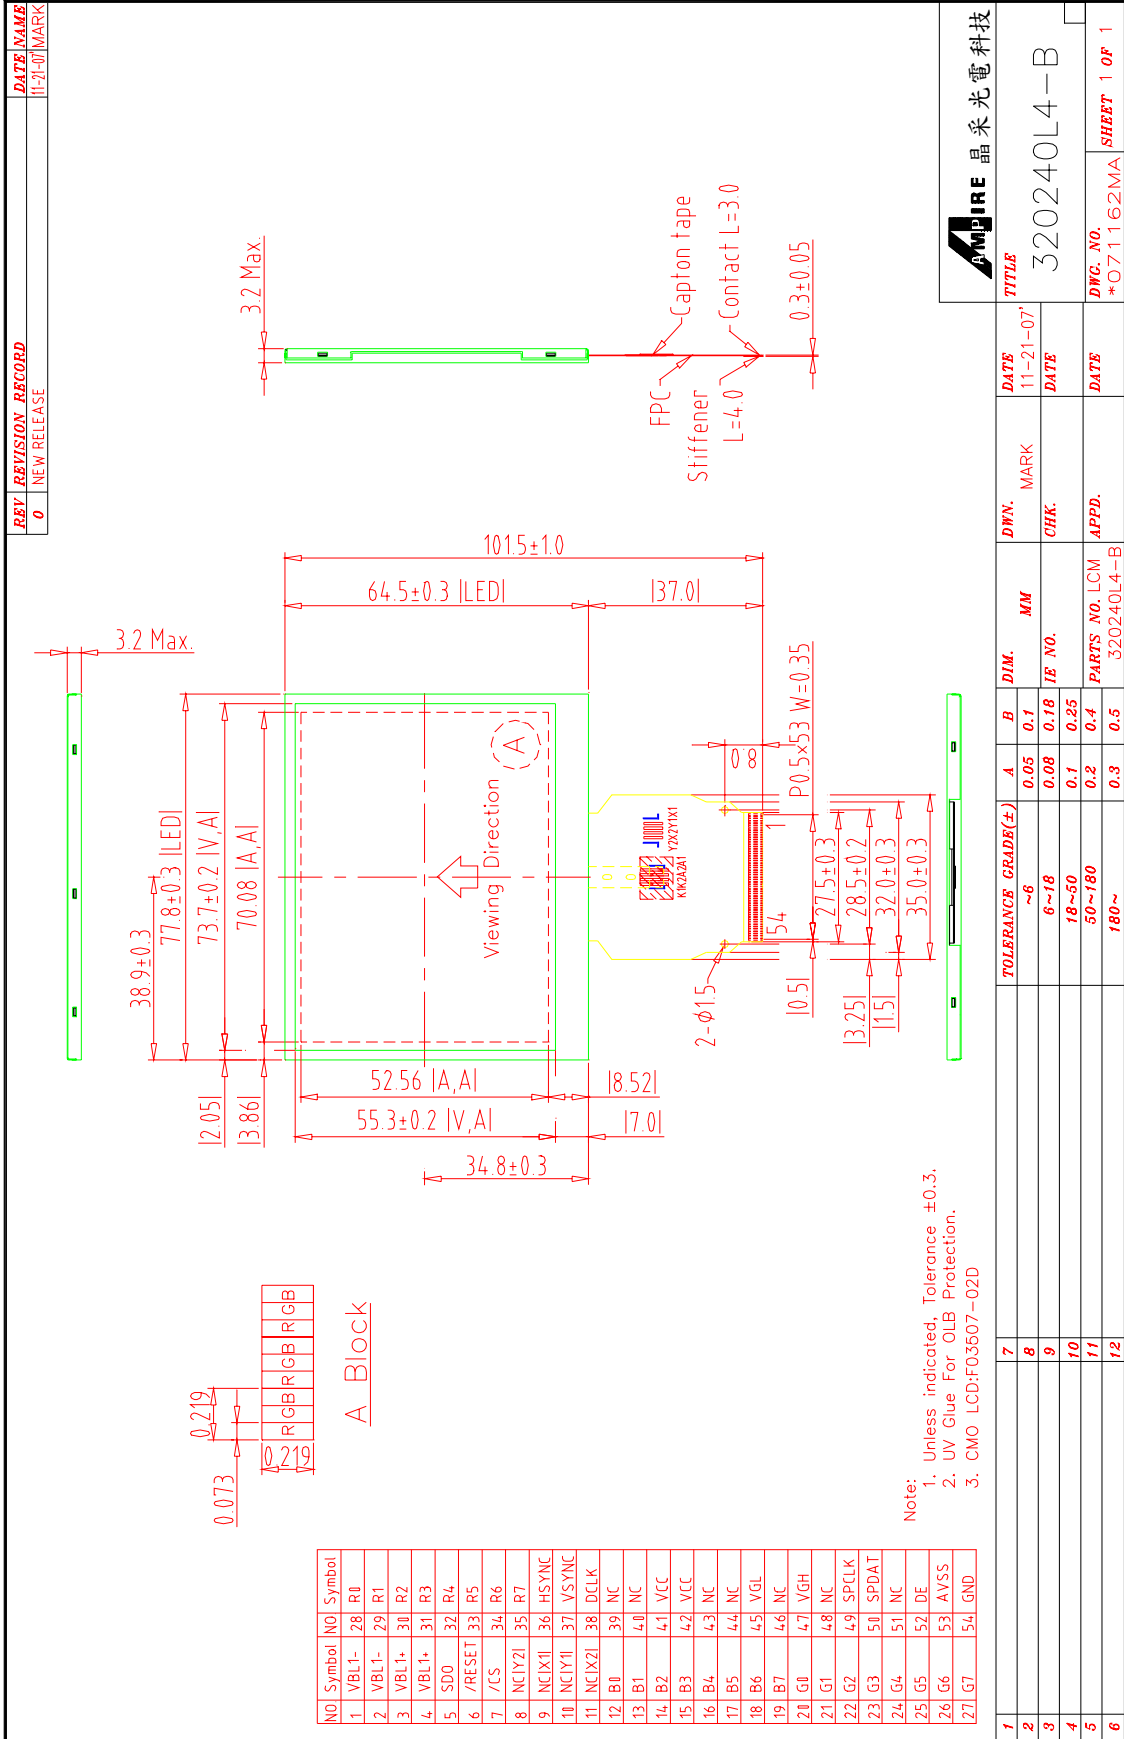 REV REVISION RECORD DATE NAME
0 NEW RELEASE 11-21-07' MARK
3.2 Max.
38.9±0.3
77.8±0.3 |LED|
73.7±0.2 |V,A|
70.08 |A,A|
|2.05|
|3.86|
Viewing Direction
A
52.56 |A,A|
55.3±0.2 |V,A|
34.8±0.3
|8.52|
|7.0|
101.5±1.0
64.5±0.3 |LED|
|37.0|
K1K2A2A1
Y2X2Y1X1
54
1
0.8
P0.5×53 W=0.35
2-ϕ1.5
|0.5|
27.5±0.3
28.5±0.2
|3.25|
32.0±0.3
|1.5|
35.0±0.3
3.2 Max.
Capton tape
FPC
Stiffener
L=4.0
Contact L=3.0
0.3±0.05
0.219
0.073
0.219
R G B R G B R G B
A Block
NO Symbol NO Symbol
1 VBL1- 28 R0
2 VBL1- 29 R1
3 VBL1+ 30 R2
4 VBL1+ 31 R3
5 SDO 32 R4
6 /RESET 33 R5
7 /CS 34 R6
8 NC|Y2| 35 R7
9 NC|X1| 36 HSYNC
10 NC|Y1| 37 VSYNC
11 NC|X2| 38 DCLK
12 B0 39 NC
13 B1 40 NC
14 B2 41 VCC
15 B3 42 VCC
16 B4 43 NC
17 B5 44 NC
18 B6 45 VGL
19 B7 46 NC
20 G0 47 VGH
21 G1 48 NC
22 G2 49 SPCLK
23 G3 50 SPDAT
24 G4 51 NC
25 G5 52 DE
26 G6 53 AVSS
27 G7 54 GND
Note:
1. Unless indicated, Tolerance ±0.3.
2. UV Glue For OLB Protection.
3. CMO LCD:F03507-02D
AMPIRE 晶采光電科技
1 7
2 8
3 9
4 10
5 11
6 12
TOLERANCE GRADE(±) A B
~6 0.05 0.1
6~18 0.08 0.18
18~50 0.1 0.25
50~180 0.2 0.4
180~ 0.3 0.5
DIM. MM
IE NO.
PARTS NO. LCM
320240L4-B
DWN. MARK
DATE 11-21-07'
CHK.
DATE
APPD.
DATE
TITLE
320240L4-B
DWG. NO.
*071162MA
SHEET 1 OF 1